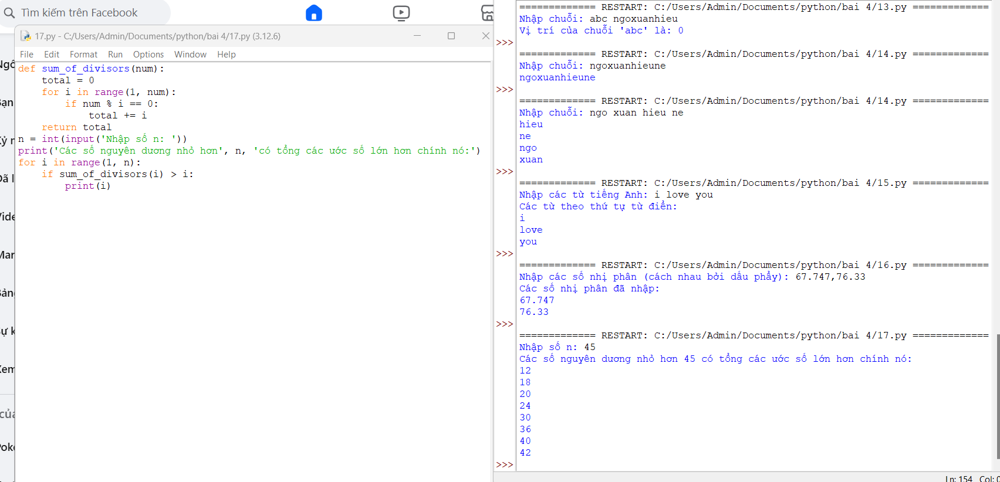 Tìm kiếm trên Facebook
17.py - C:/Users/Admin/Documents/python/bai 4/17.py (3.12.6)
File Edit Format Run Options Window Help
def sum_of_divisors(num):
    total = 0
    for i in range(1, num):
        if num % i == 0:
            total += i
    return total
n = int(input('Nhập số n: '))
print('Các số nguyên dương nhỏ hơn', n, 'có tổng các ước số lớn hơn chính nó:')
for i in range(1, n):
    if sum_of_divisors(i) > i:
        print(i)
============= RESTART: C:/Users/Admin/Documents/python/bai 4/13.py =============
Nhập chuỗi: abc ngoxuanhieu
Vị trí của chuỗi 'abc' là: 0
>>>
============= RESTART: C:/Users/Admin/Documents/python/bai 4/14.py =============
Nhập chuỗi: ngoxuanhieune
ngoxuanhieune
>>>
============= RESTART: C:/Users/Admin/Documents/python/bai 4/14.py =============
Nhập chuỗi: ngo xuan hieu ne
hieu
ne
ngo
xuan
>>>
============= RESTART: C:/Users/Admin/Documents/python/bai 4/15.py =============
Nhập các từ tiếng Anh: i love you
Các từ theo thứ tự từ điển:
i
love
you
>>>
============= RESTART: C:/Users/Admin/Documents/python/bai 4/16.py =============
Nhập các số nhị phân (cách nhau bởi dấu phẩy): 67.747,76.33
Các số nhị phân đã nhập:
67.747
76.33
>>>
============= RESTART: C:/Users/Admin/Documents/python/bai 4/17.py =============
Nhập số n: 45
Các số nguyên dương nhỏ hơn 45 có tổng các ước số lớn hơn chính nó:
12
18
20
24
30
36
40
42
>>>
Ln: 154 Col: 0